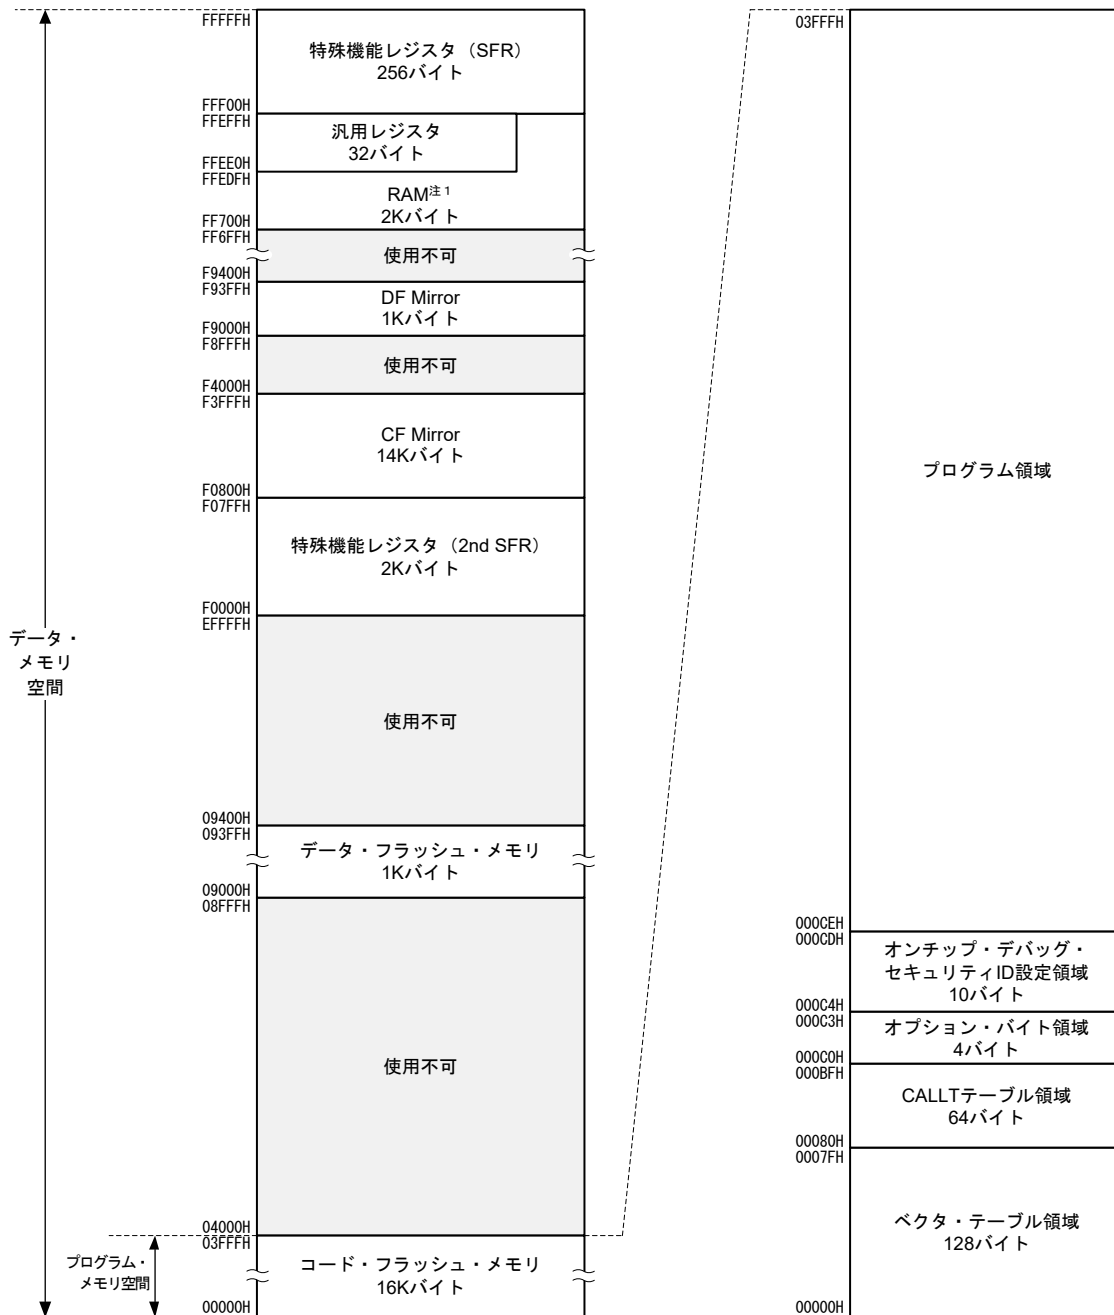 FFFFFH
特殊機能レジスタ（SFR）
256バイト
FFF00H
FFEFFH
汎用レジスタ
32バイト
FFEE0H
FFEDFH
RAM注1
2Kバイト
FF700H
FF6FFH
使用不可
F9400H
F93FFH
DF Mirror
1Kバイト
F9000H
F8FFFH
使用不可
F4000H
F3FFFH
CF Mirror
14Kバイト
F0800H
F07FFH
特殊機能レジスタ（2nd SFR）
2Kバイト
F0000H
EFFFFH
データ・
メモリ
空間
使用不可
09400H
093FFH
データ・フラッシュ・メモリ
1Kバイト
09000H
08FFFH
使用不可
04000H
03FFFH
プログラム・
メモリ空間
コード・フラッシュ・メモリ
16Kバイト
00000H
03FFFH
プログラム領域
000CEH
000CDH
オンチップ・デバッグ・
セキュリティID設定領域
10バイト
000C4H
000C3H
オプション・バイト領域
4バイト
000C0H
000BFH
CALLTテーブル領域
64バイト
00080H
0007FH
ベクタ・テーブル領域
128バイト
00000H